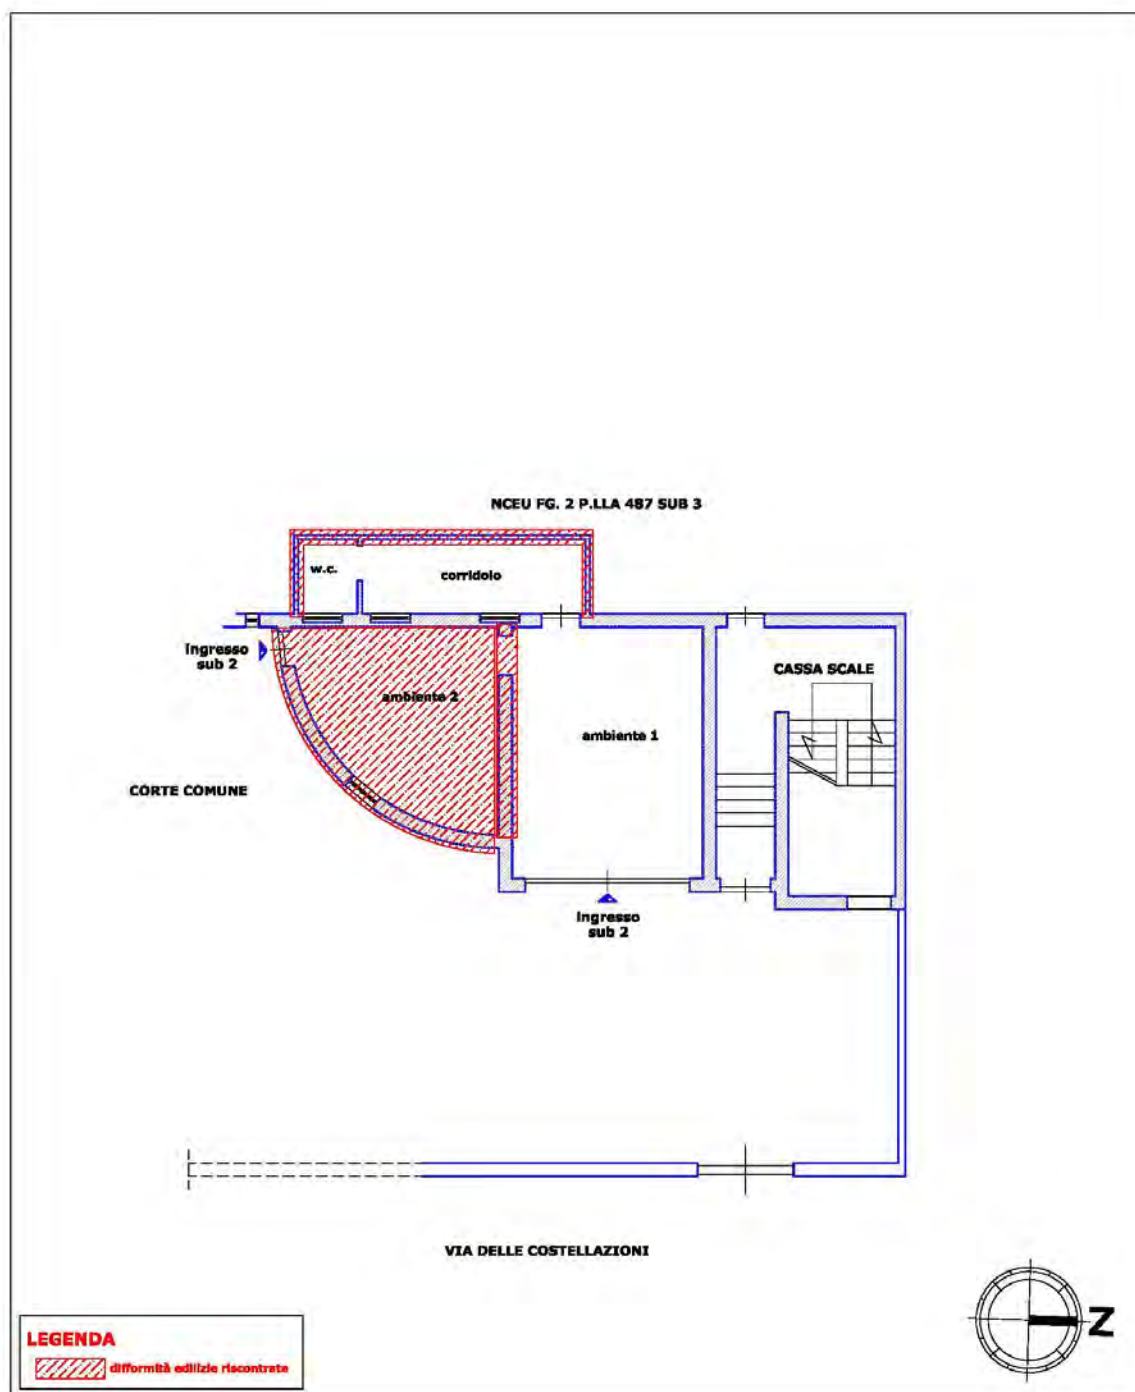 NCEU FG. 2 P.LLA 487 SUB 3
w.c.
corridoio
Ingresso
sub 2
CASSA SCALE
ambiente 2
ambiente 1
CORTE COMUNE
Ingresso
sub 2
VIA DELLE COSTELLAZIONI
N
LEGENDA
difformità edilizie riscontrate